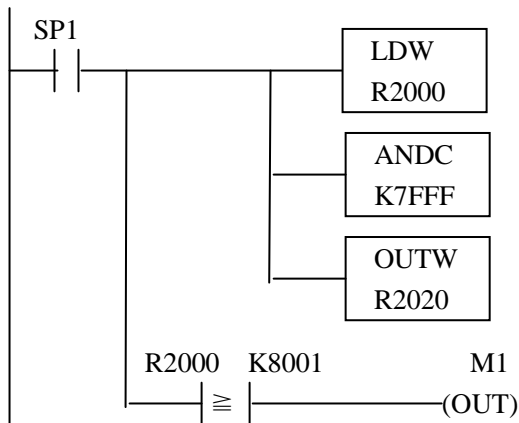 SP1
LDW
R2000
ANDC
K7FFF
OUTW
R2020
R2000 K8001 M1
≧ (OUT)